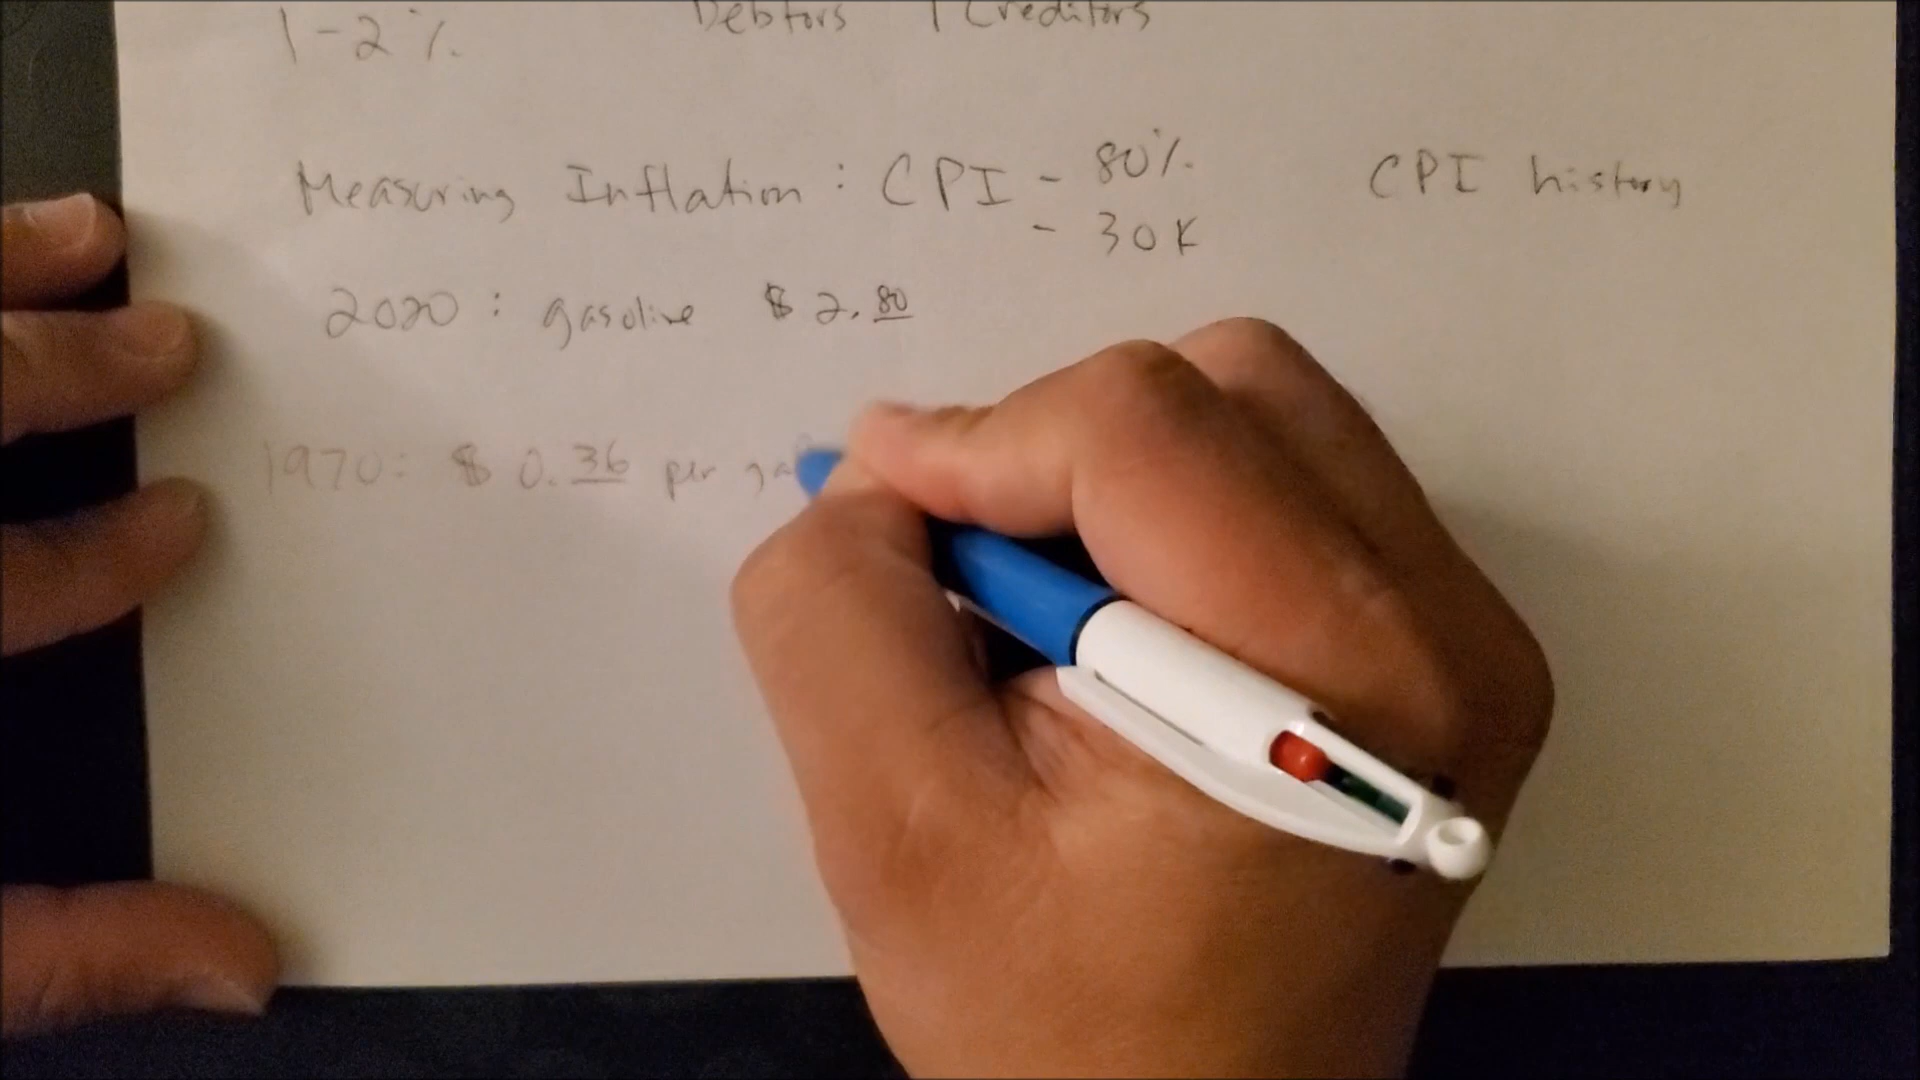 1-2% Debtors | Creditors
Measuring Inflation : CPI - 80% CPI history
- 30K
2020 : gasoline $ 2.80
1970: $ 0.36 per ga